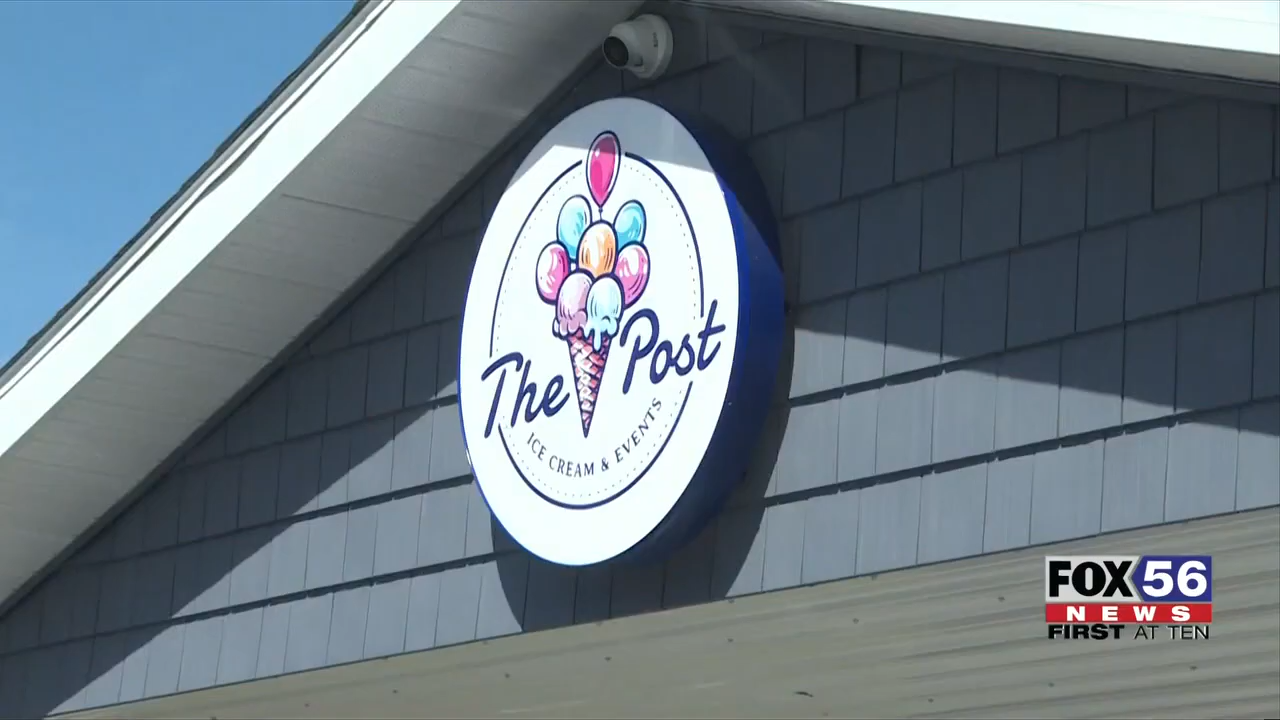 The Post
ICE CREAM & EVENTS
FOX 56
NEWS
FIRST AT TEN